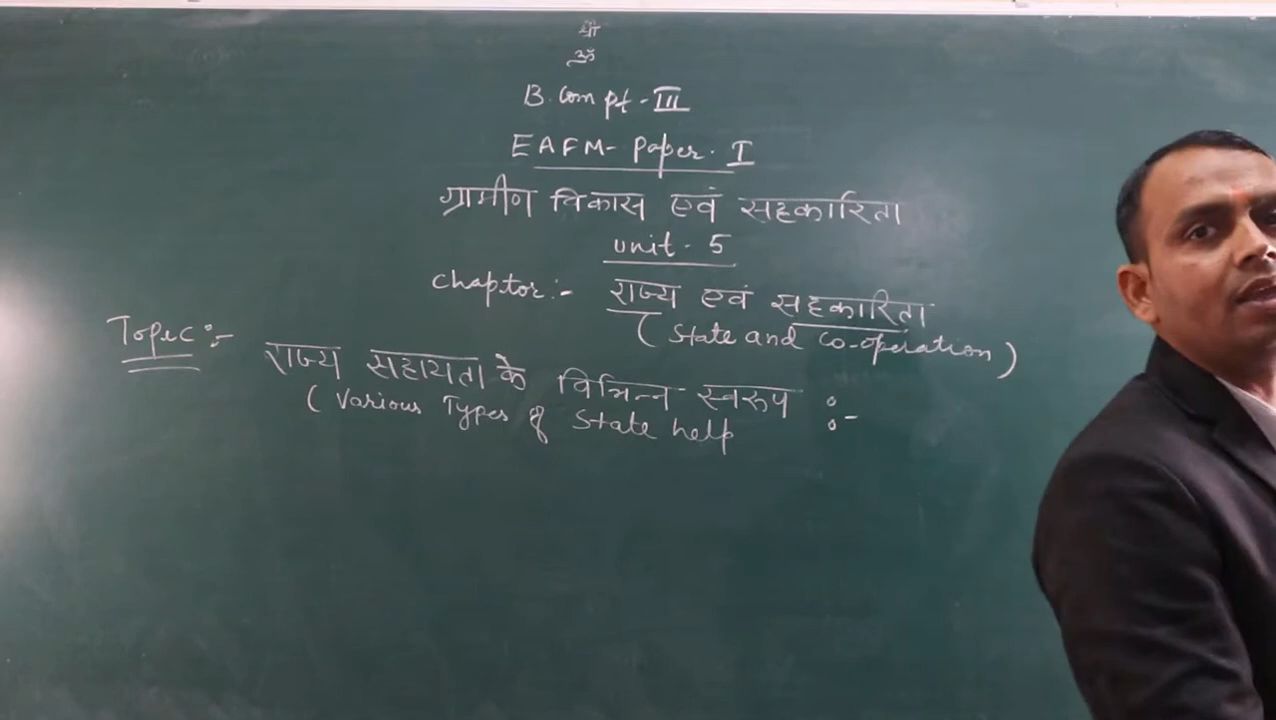 श्री
ॐ
B.Com pt-III
EAFM- Paper. I
ग्रामीण विकास एवं सहकारिता
unit - 5
chaptor:- राज्य एवं सहकारिता
( State and Co-operation )
Topic:- राज्य सहायता के विभिन्न स्वरूप :-
( Various Types of State help